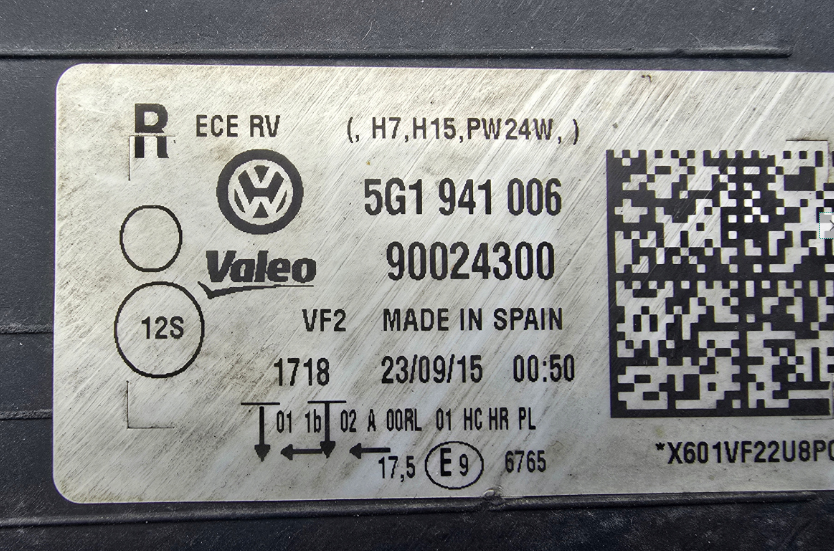 R ECE RV (, H7,H15,PW24W, )
5G1 941 006
Valeo 90024300
12S VF2 MADE IN SPAIN
1718 23/09/15 00:50
01 1b 02 A 00RL 01 HC HR PL
17,5 E9 6765
*X601VF22U8P